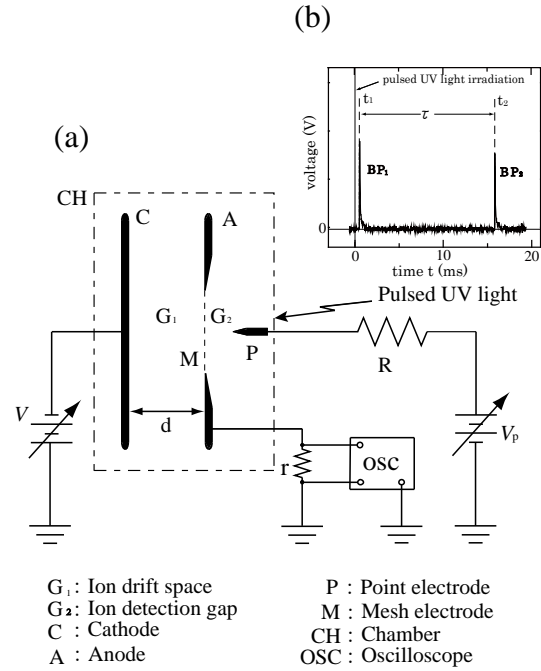 (b)
pulsed UV light irradiation
t1
t2
τ
voltage (V)
BP1
BP2
0
0
10
20
time t (ms)
(a)
CH
C
A
Pulsed UV light
G1
G2
P
R
M
V
d
Vp
r
OSC
G1 : Ion drift space
G2 : Ion detection gap
C : Cathode
A : Anode
P : Point electrode
M : Mesh electrode
CH : Chamber
OSC : Oscilloscope